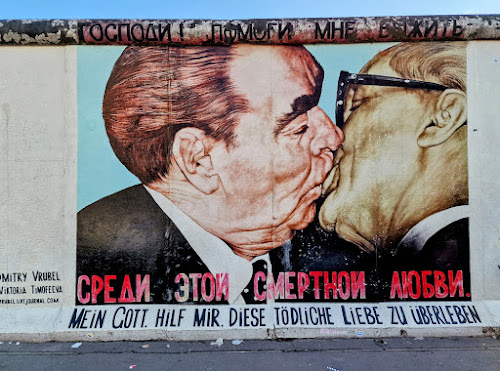 ГОСПОДИ! ПОМОГИ МНЕ ВЫЖИТЬ
СРЕДИ ЭТОЙ СМЕРТНОЙ ЛЮБВИ.
DMITRY VRUBEL
VIKTORIA TIMOFEEVA
MEIN GOTT. HILF MIR. DIESE TÖDLICHE LIEBE ZU ÜBERLEBEN